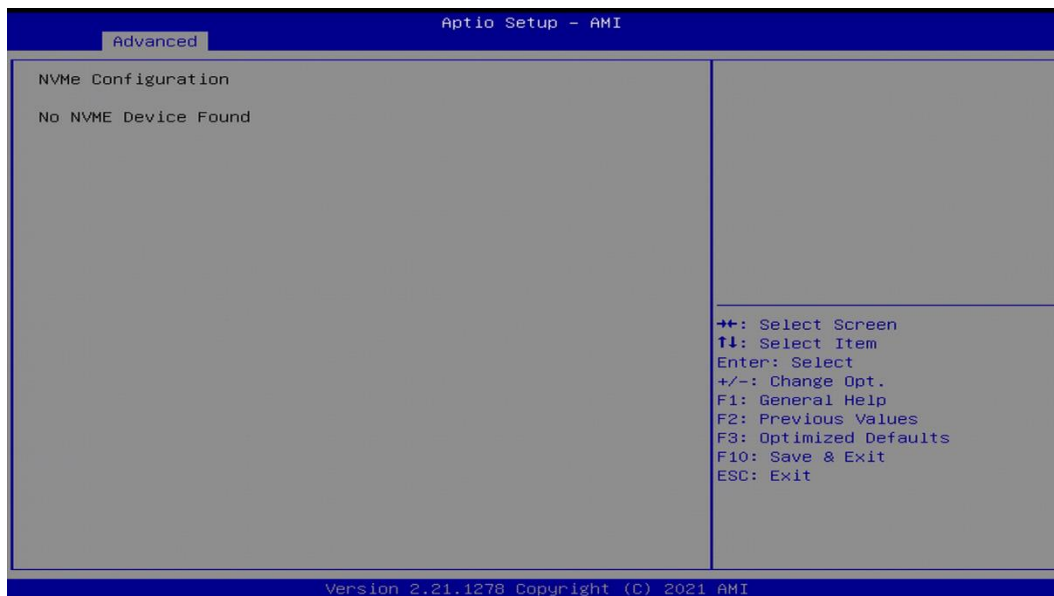 Aptio Setup – AMI
Advanced
NVMe Configuration
No NVME Device Found
→←: Select Screen
↑↓: Select Item
Enter: Select
+/-: Change Opt.
F1: General Help
F2: Previous Values
F3: Optimized Defaults
F10: Save & Exit
ESC: Exit
Version 2.21.1278 Copyright (C) 2021 AMI